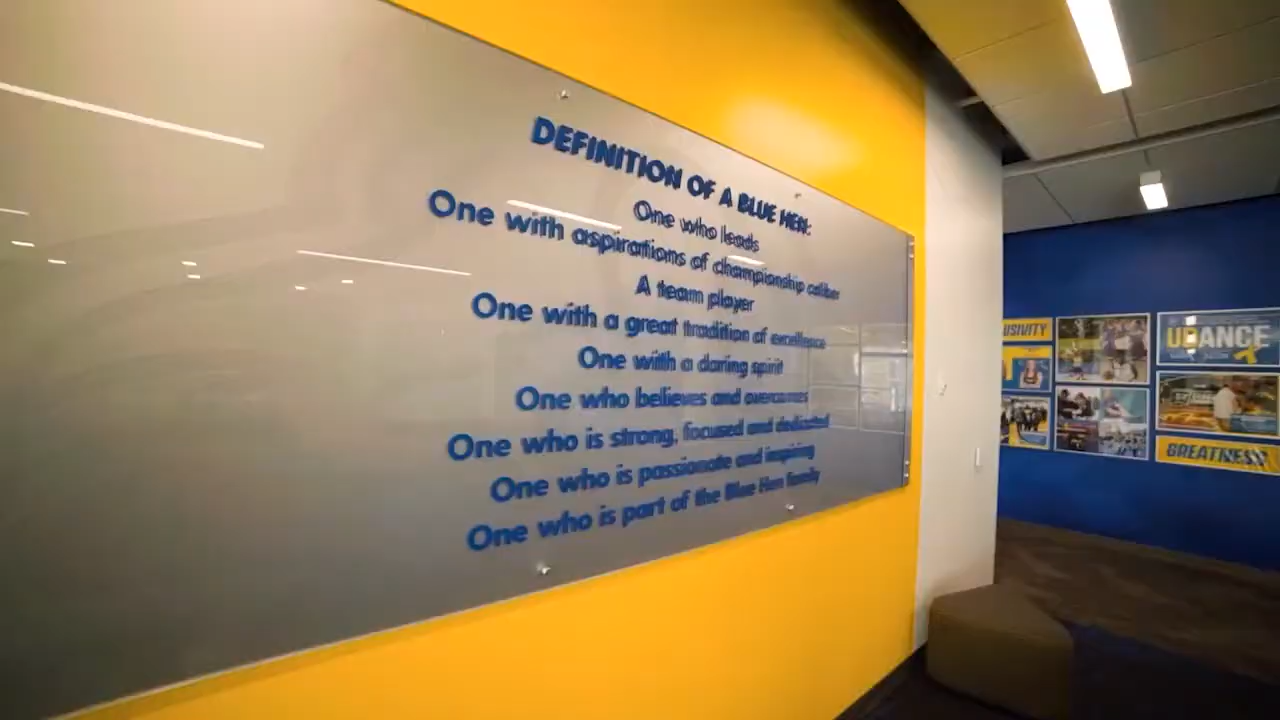 DEFINITION OF A BLUE HEN:
One who leads
One with aspirations of championship caliber
A team player
One with a great tradition of excellence
One with a daring spirit
One who believes and overcomes
One who is strong, focused and dedicated
One who is passionate and inspiring
One who is part of the Blue Hen family
USIVITY
UDANCE
GREATNESS